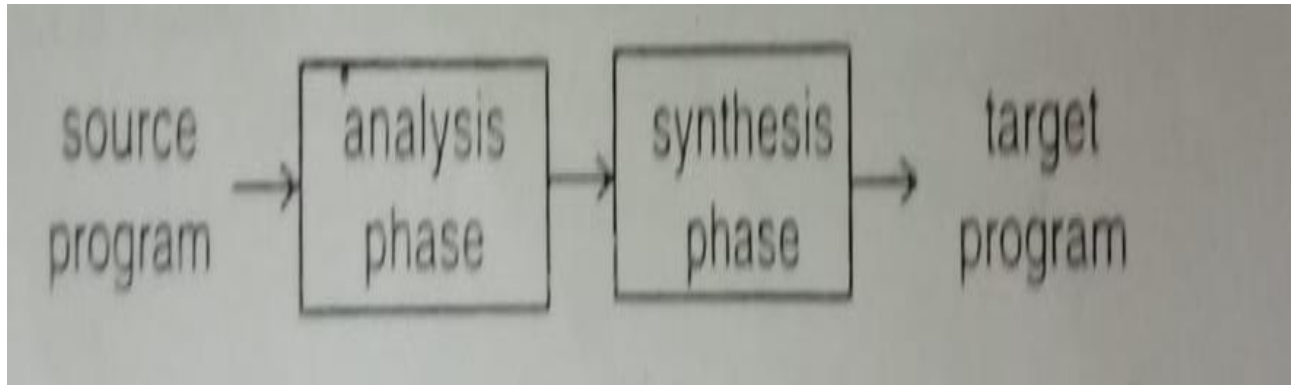 source
program
analysis
phase
synthesis
phase
target
program